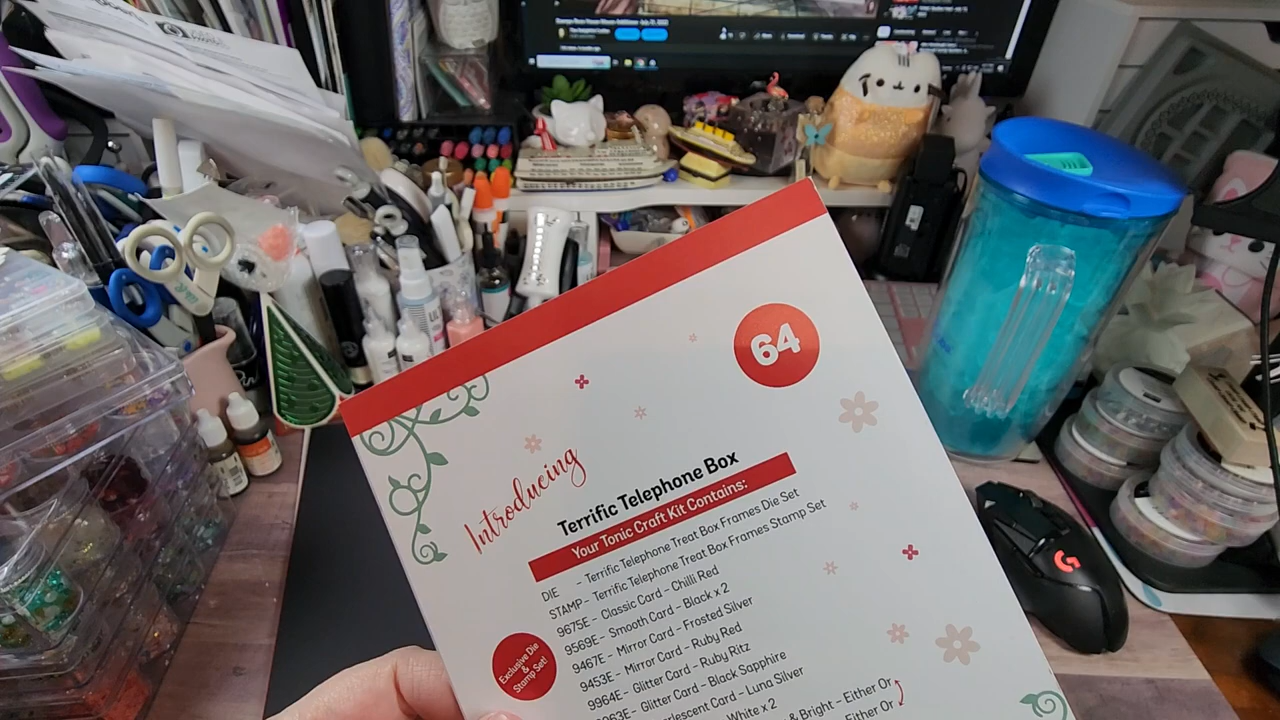 64
Introducing
Terrific Telephone Box
Your Tonic Craft Kit Contains:
DIE - Terrific Telephone Treat Box Frames Die Set
STAMP - Terrific Telephone Treat Box Frames Stamp Set
9675E - Classic Card - Chilli Red
9569E - Smooth Card - Black x 2
9467E - Mirror Card - Frosted Silver
9453E - Mirror Card - Ruby Red
9964E - Glitter Card - Ruby Ritz
963E - Glitter Card - Black Sapphire
rlescent Card - Luna Silver
White x 2
& Bright - Either Or
Either Or
Exclusive Die
&
Stamp Set!